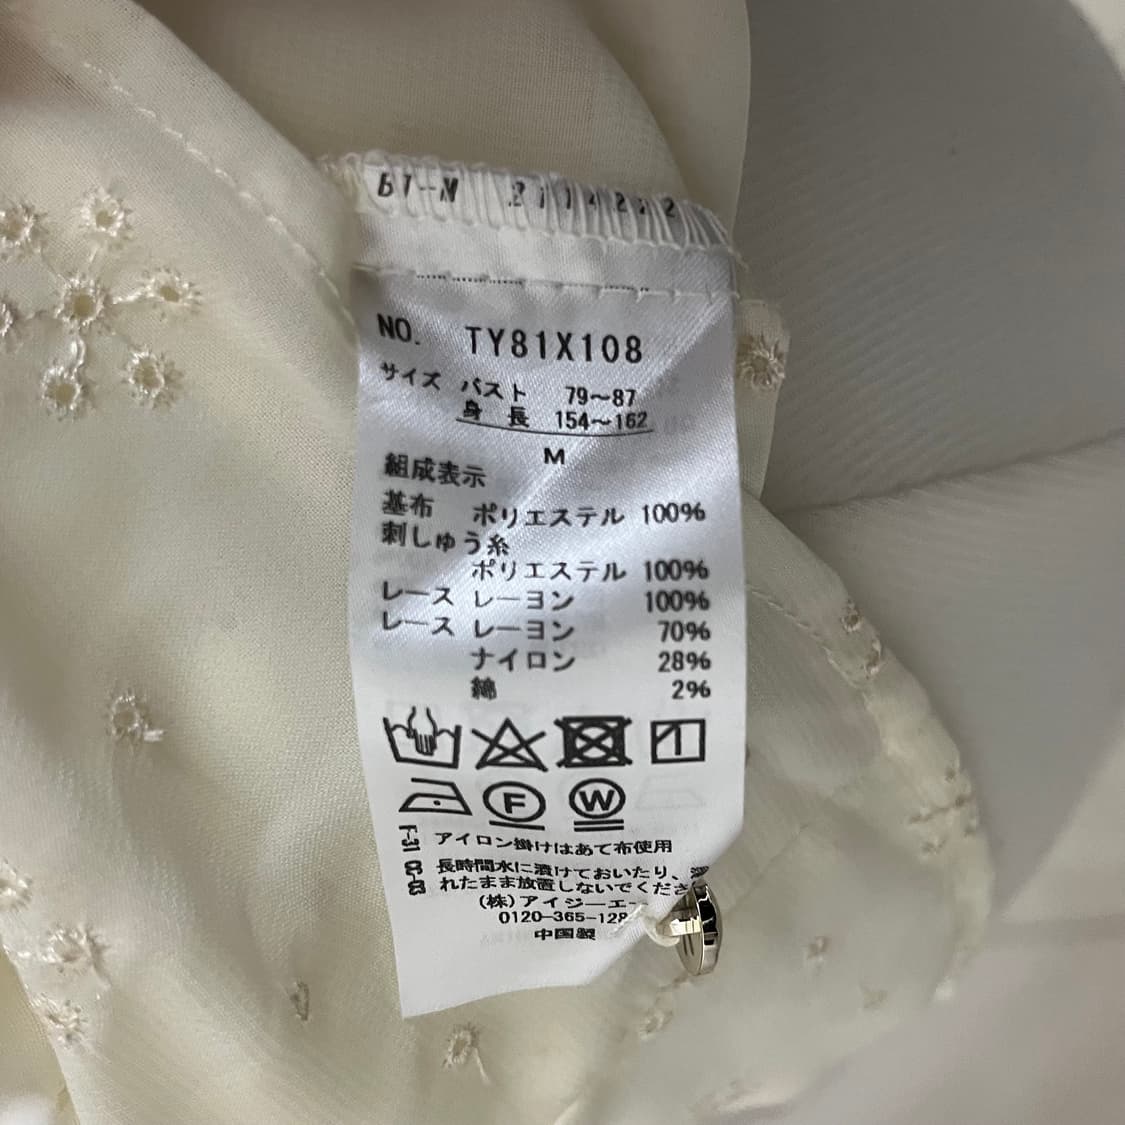 NO. TY81X108
サイズ バスト 79～87
身長 154～162
M
組成表示
基布 ポリエステル 100%
刺しゅう糸
ポリエステル 100%
レース レーヨン 100%
レース レーヨン 70%
ナイロン 28%
綿 2%
F W
アイロン掛けはあて布使用
長時間水に漬けておいたり、
れたまま放置しないでくださ
(株)アイジーエー
0120-365-128
中国製